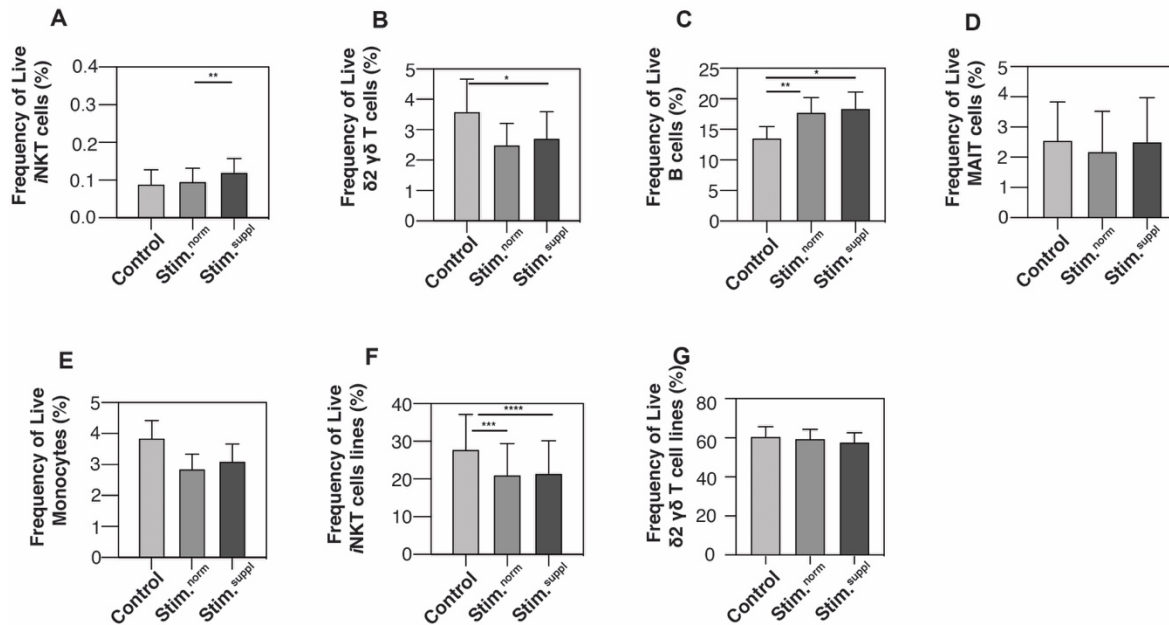 A
Frequency of Live
iNKT cells (%)
0.4
0.3
0.2
0.1
0.0
**
Control
Stim.norm
Stim.suppl
B
Frequency of Live
δ2 γδ T cells (%)
5
4
3
2
1
0
*
Control
Stim.norm
Stim.suppl
C
Frequency of Live
B cells (%)
25
20
15
10
5
0
*
**
Control
Stim.norm
Stim.suppl
D
Frequency of Live
MAIT cells (%)
5
4
3
2
1
0
Control
Stim.norm
Stim.suppl
E
Frequency of Live
Monocytes (%)
5
4
3
2
1
0
Control
Stim.norm
Stim.suppl
F
Frequency of Live
iNKT cells lines (%)
40
30
20
10
0
****
***
Control
Stim.norm
Stim.suppl
G
Frequency of Live
δ2 γδ T cell lines (%)
80
60
40
60
0
Control
Stim.norm
Stim.suppl